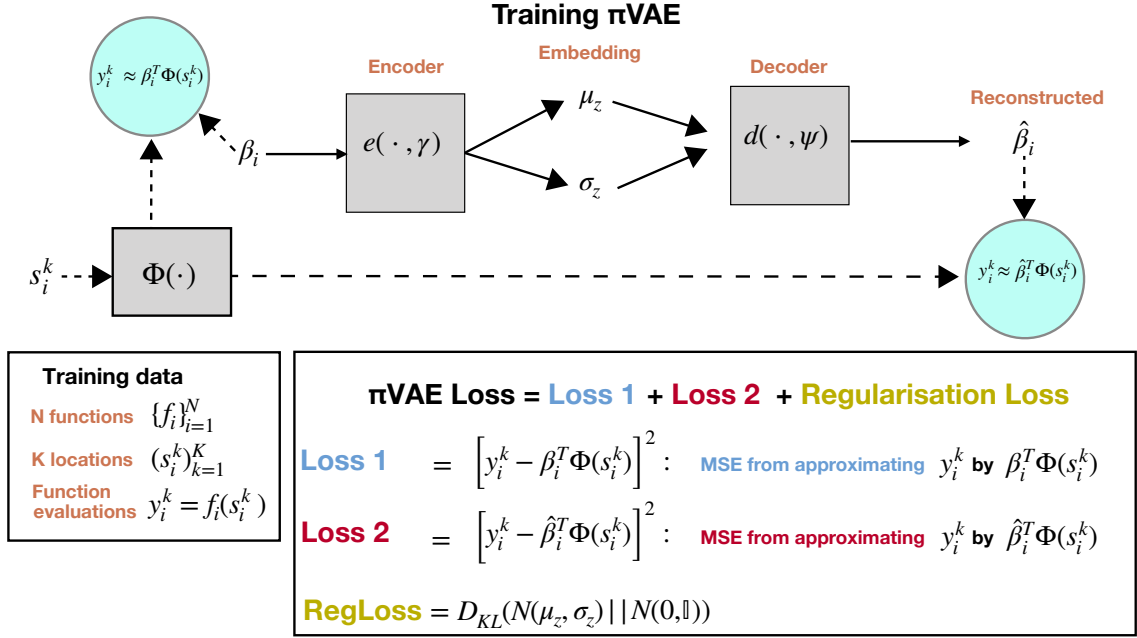 Training πVAE
y_i^k ≈ β_i^T Φ(s_i^k)
Encoder
Embedding
Decoder
Reconstructed
β_i
e( · , γ)
μ_z
σ_z
d( · , ψ)
β̂_i
s_i^k
Φ(·)
y_i^k ≈ β̂_i^T Φ(s_i^k)
Training data
N functions {f_i}_{i=1}^N
K locations (s_i^k)_{k=1}^K
Function
evaluations y_i^k = f_i(s_i^k)
πVAE Loss = Loss 1 + Loss 2 + Regularisation Loss
Loss 1 = [y_i^k − β_i^T Φ(s_i^k)]^2 : MSE from approximating y_i^k by β_i^T Φ(s_i^k)
Loss 2 = [y_i^k − β̂_i^T Φ(s_i^k)]^2 : MSE from approximating y_i^k by β̂_i^T Φ(s_i^k)
RegLoss = D_{KL}(N(μ_z, σ_z) | | N(0,𝕀))